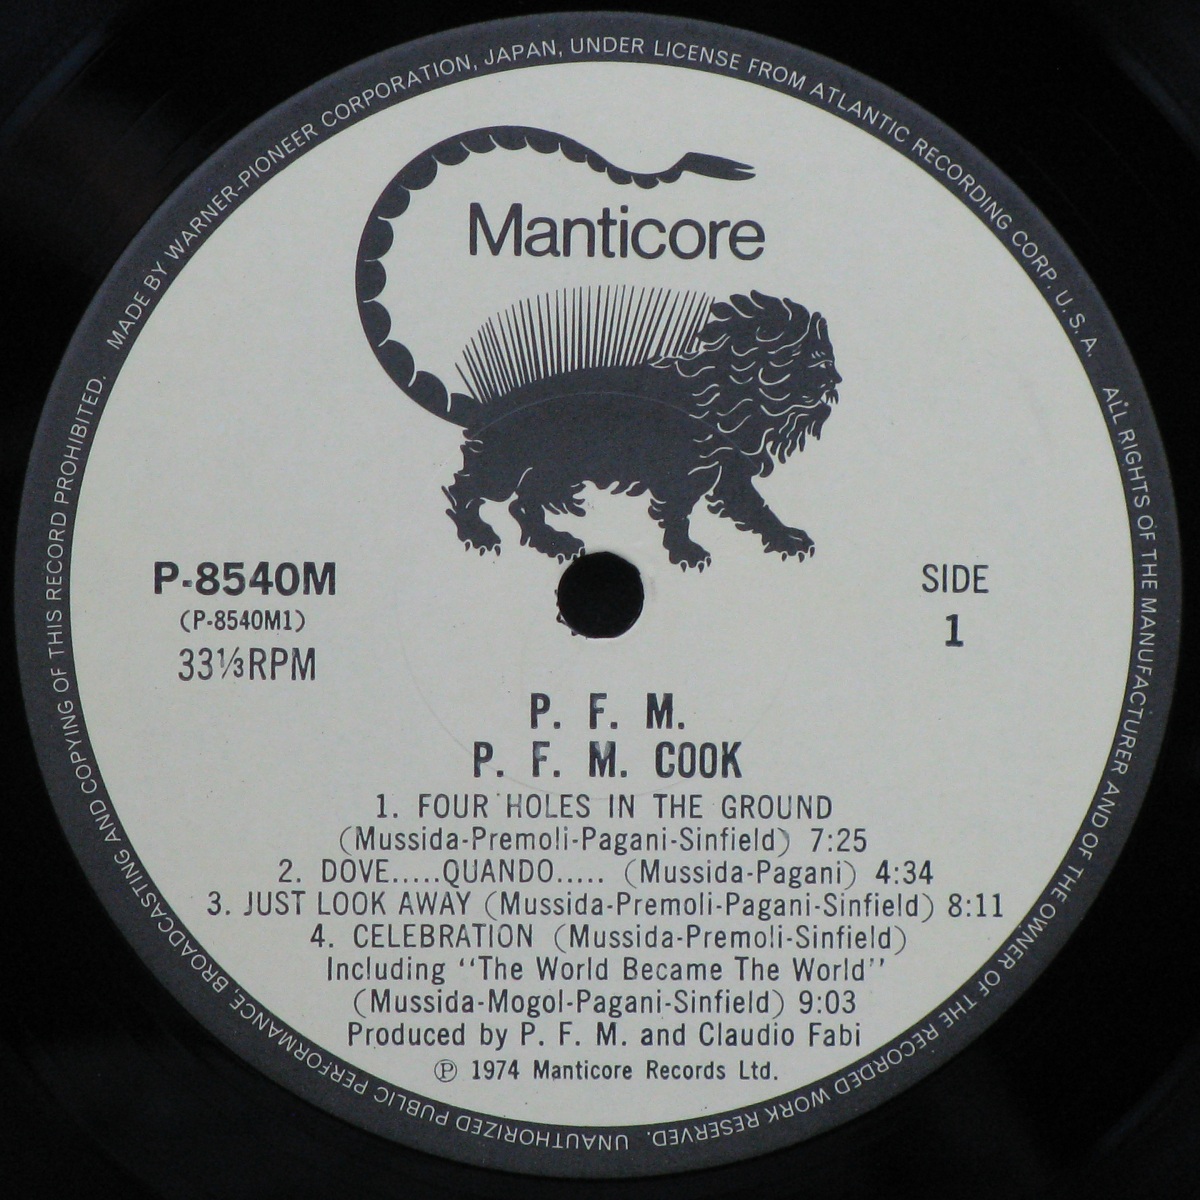 MADE BY WARNER-PIONEER CORPORATION, JAPAN, UNDER LICENSE FROM ATLANTIC RECORDING CORP. U. S. A. ALL RIGHTS OF THE MANUFACTURER AND OF THE OWNER OF THE RECORDED WORK RESERVED. UNAUTHORIZED PUBLIC PERFORMANCE, BROADCASTING AND COPYING OF THIS RECORD PROHIBITED.
Manticore
P-8540M
(P-8540M1)
33⅓RPM
SIDE
1
P. F. M.
P. F. M. COOK
1. FOUR HOLES IN THE GROUND
(Mussida-Premoli-Pagani-Sinfield) 7:25
2. DOVE.....QUANDO..... (Mussida-Pagani) 4:34
3. JUST LOOK AWAY (Mussida-Premoli-Pagani-Sinfield) 8:11
4. CELEBRATION (Mussida-Premoli-Sinfield)
Including “The World Became The World”
(Mussida-Mogol-Pagani-Sinfield) 9:03
Produced by P. F. M. and Claudio Fabi
℗ 1974 Manticore Records Ltd.